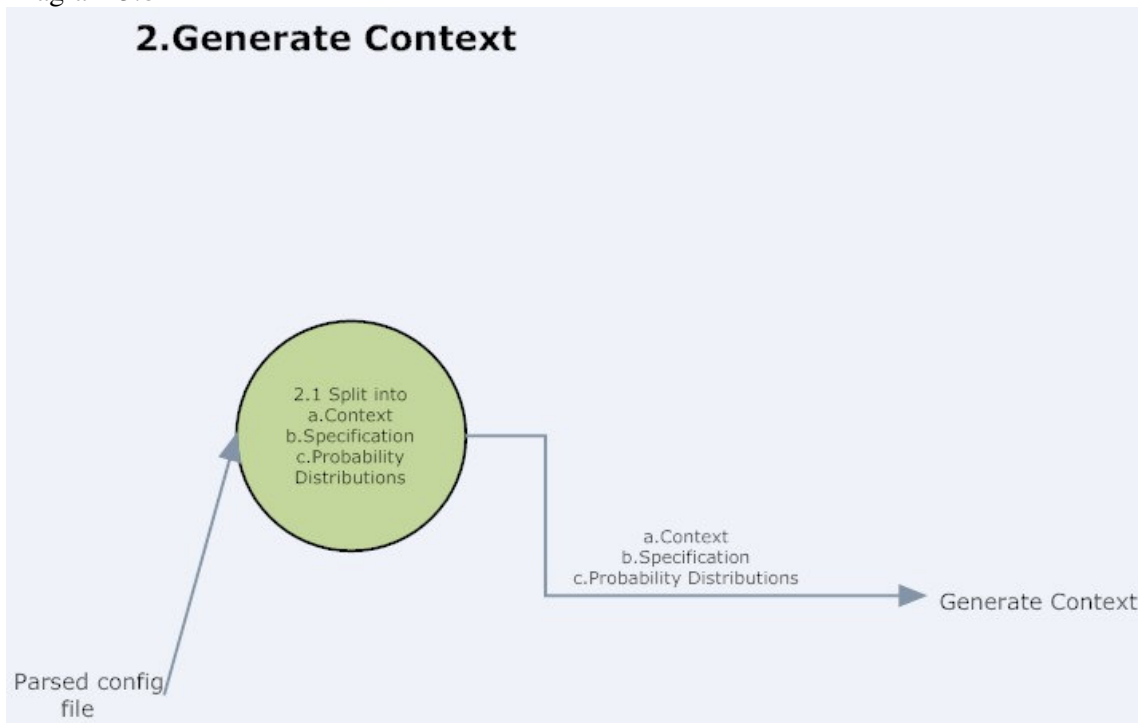 2.Generate Context
2.1 Split into
a.Context
b.Specification
c.Probability
Distributions
a.Context
b.Specification
c.Probability Distributions
Generate Context
Parsed config
file